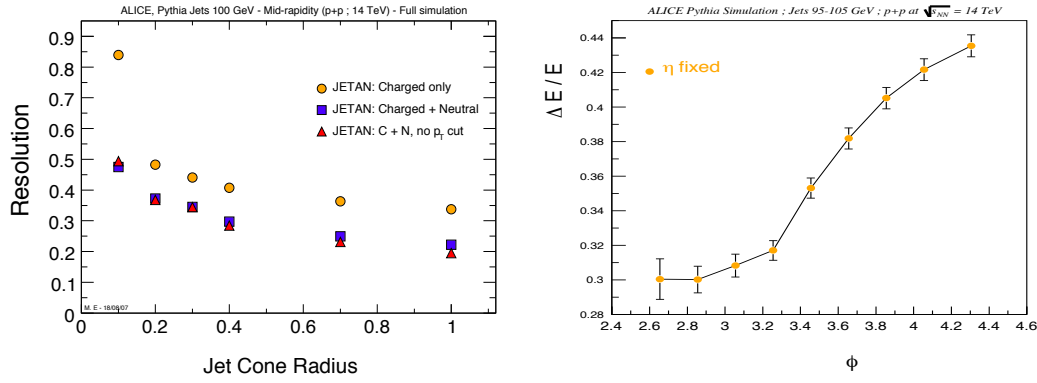 ALICE, Pythia Jets 100 GeV - Mid-rapidity (p+p ; 14 TeV) - Full simulation
0.9
0.8
0.7
0.6
0.5
0.4
0.3
0.2
0.1
0
Resolution
JETAN: Charged only
JETAN: Charged + Neutral
JETAN: C + N, no p_T cut
M. E - 18/08/07
0 0.2 0.4 0.6 0.8 1
Jet Cone Radius
ALICE Pythia Simulation ; Jets 95-105 GeV ; p+p at √s_NN = 14 TeV
0.44
0.42
0.4
0.38
0.36
0.34
0.32
0.3
0.28
Δ E / E
η fixed
2.4 2.6 2.8 3 3.2 3.4 3.6 3.8 4 4.2 4.4 4.6
ϕ